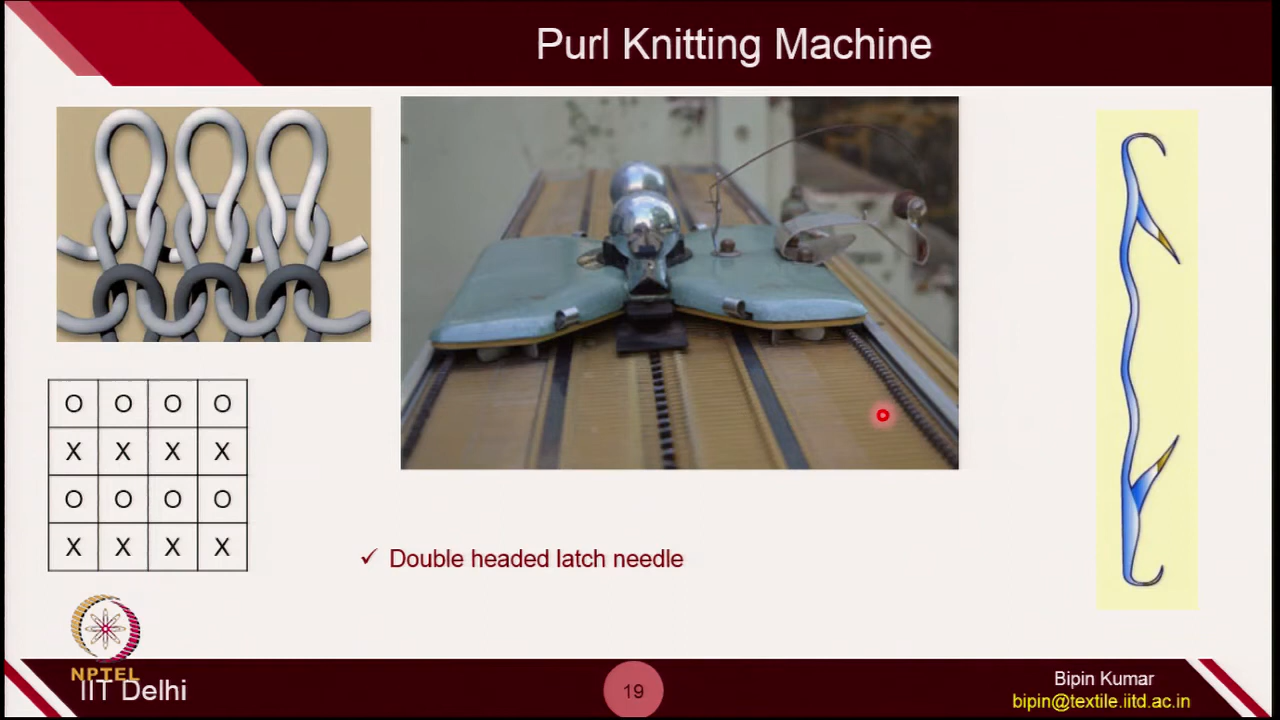 Purl Knitting Machine
O O O O
X X X X
O O O O
X X X X
✓ Double headed latch needle
NPTEL
IIT Delhi
19
Bipin Kumar
bipin@textile.iitd.ac.in